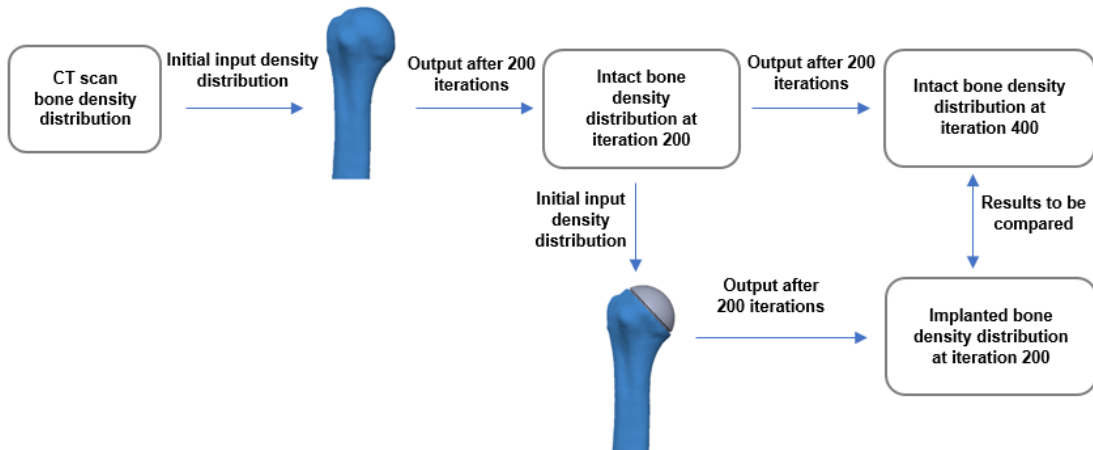 CT scan
bone density
distribution
Initial input density
distribution
Output after 200
iterations
Intact bone
density
distribution at
iteration 200
Output after 200
iterations
Intact bone density
distribution at
iteration 400
Initial input
density
distribution
Results to be
compared
Output after
200 iterations
Implanted bone
density distribution
at iteration 200